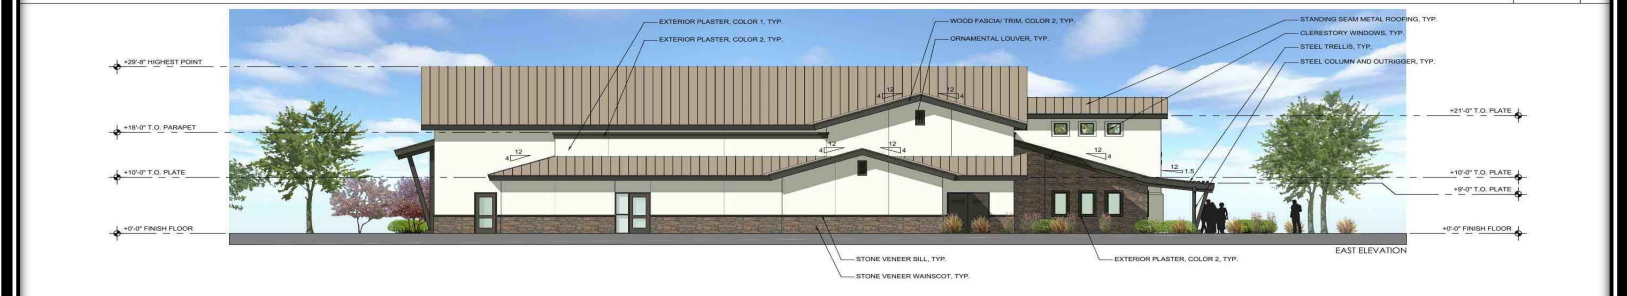 EXTERIOR PLASTER, COLOR 1, TYP.
EXTERIOR PLASTER, COLOR 2, TYP.
WOOD FASCIA/ TRIM, COLOR 2, TYP.
ORNAMENTAL LOUVER, TYP.
STANDING SEAM METAL ROOFING, TYP.
CLERESTORY WINDOWS, TYP.
STEEL TRELLIS, TYP.
STEEL COLUMN AND OUTRIGGER, TYP.
+29'-8" HIGHEST POINT
12
4
12
4
+21'-0" T.O. PLATE
+18'-0" T.O. PARAPET
12
4
12
4
12
4
12
4
12
1.5
+10'-0" T.O. PLATE
+10'-0" T.O. PLATE
+9'-0" T.O. PLATE
+0'-0" FINISH FLOOR
+0'-0" FINISH FLOOR
EAST ELEVATION
STONE VENEER SILL, TYP.
EXTERIOR PLASTER, COLOR 2, TYP.
STONE VENEER WAINSCOT, TYP.